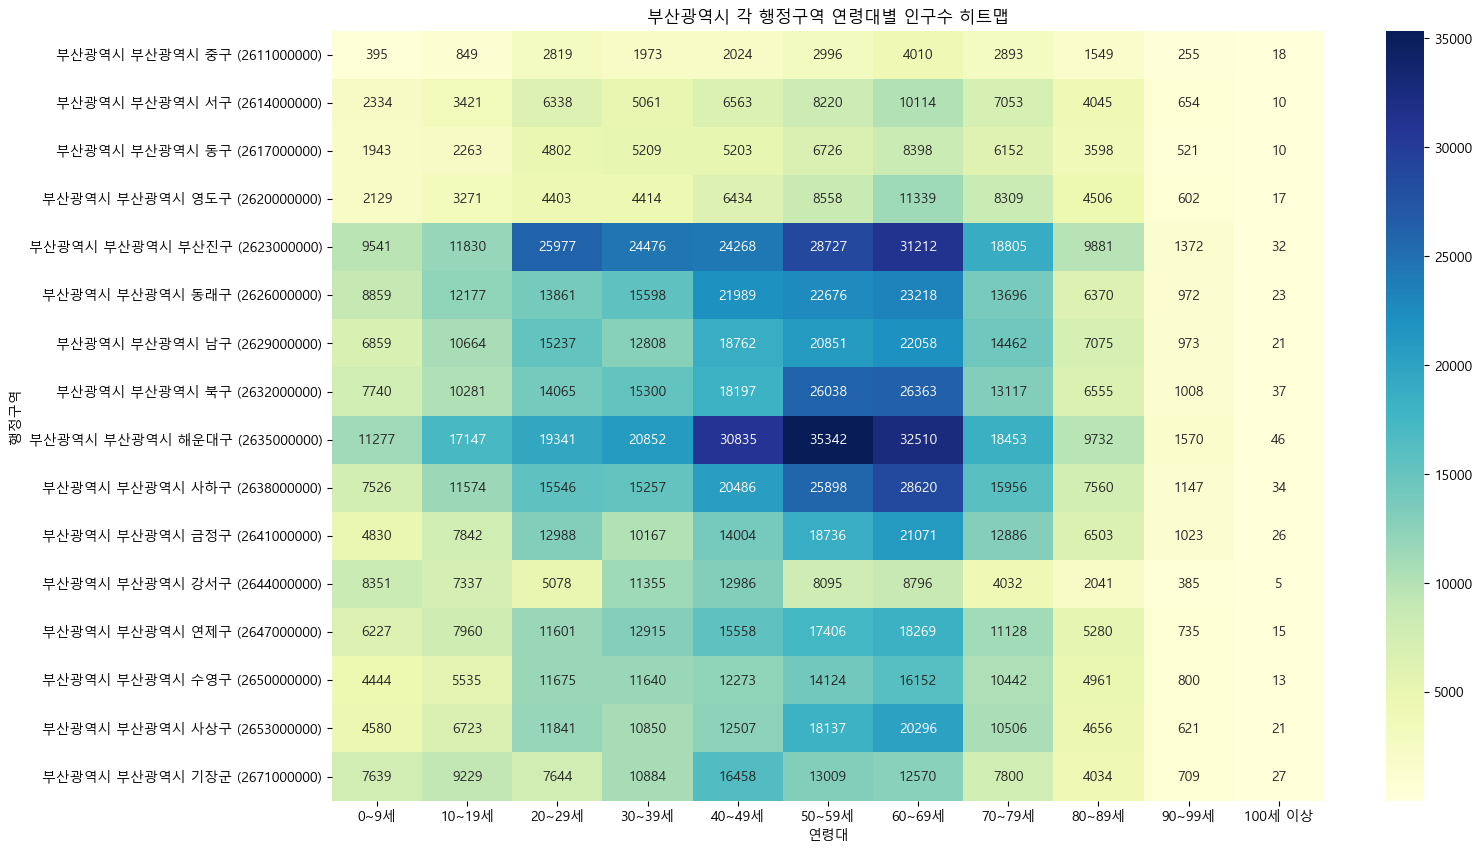 부산광역시 각 행정구역 연령대별 인구수 히트맵
행정구역
부산광역시 부산광역시 중구 (2611000000) 395 849 2819 1973 2024 2996 4010 2893 1549 255 18
부산광역시 부산광역시 서구 (2614000000) 2334 3421 6338 5061 6563 8220 10114 7053 4045 654 10
부산광역시 부산광역시 동구 (2617000000) 1943 2263 4802 5209 5203 6726 8398 6152 3598 521 10
부산광역시 부산광역시 영도구 (2620000000) 2129 3271 4403 4414 6434 8558 11339 8309 4506 602 17
부산광역시 부산광역시 부산진구 (2623000000) 9541 11830 25977 24476 24268 28727 31212 18805 9881 1372 32
부산광역시 부산광역시 동래구 (2626000000) 8859 12177 13861 15598 21989 22676 23218 13696 6370 972 23
부산광역시 부산광역시 남구 (2629000000) 6859 10664 15237 12808 18762 20851 22058 14462 7075 973 21
부산광역시 부산광역시 북구 (2632000000) 7740 10281 14065 15300 18197 26038 26363 13117 6555 1008 37
부산광역시 부산광역시 해운대구 (2635000000) 11277 17147 19341 20852 30835 35342 32510 18453 9732 1570 46
부산광역시 부산광역시 사하구 (2638000000) 7526 11574 15546 15257 20486 25898 28620 15956 7560 1147 34
부산광역시 부산광역시 금정구 (2641000000) 4830 7842 12988 10167 14004 18736 21071 12886 6503 1023 26
부산광역시 부산광역시 강서구 (2644000000) 8351 7337 5078 11355 12986 8095 8796 4032 2041 385 5
부산광역시 부산광역시 연제구 (2647000000) 6227 7960 11601 12915 15558 17406 18269 11128 5280 735 15
부산광역시 부산광역시 수영구 (2650000000) 4444 5535 11675 11640 12273 14124 16152 10442 4961 800 13
부산광역시 부산광역시 사상구 (2653000000) 4580 6723 11841 10850 12507 18137 20296 10506 4656 621 21
부산광역시 부산광역시 기장군 (2671000000) 7639 9229 7644 10884 16458 13009 12570 7800 4034 709 27
0~9세 10~19세 20~29세 30~39세 40~49세 50~59세 60~69세 70~79세 80~89세 90~99세 100세 이상
연령대
35000
30000
25000
20000
15000
10000
5000